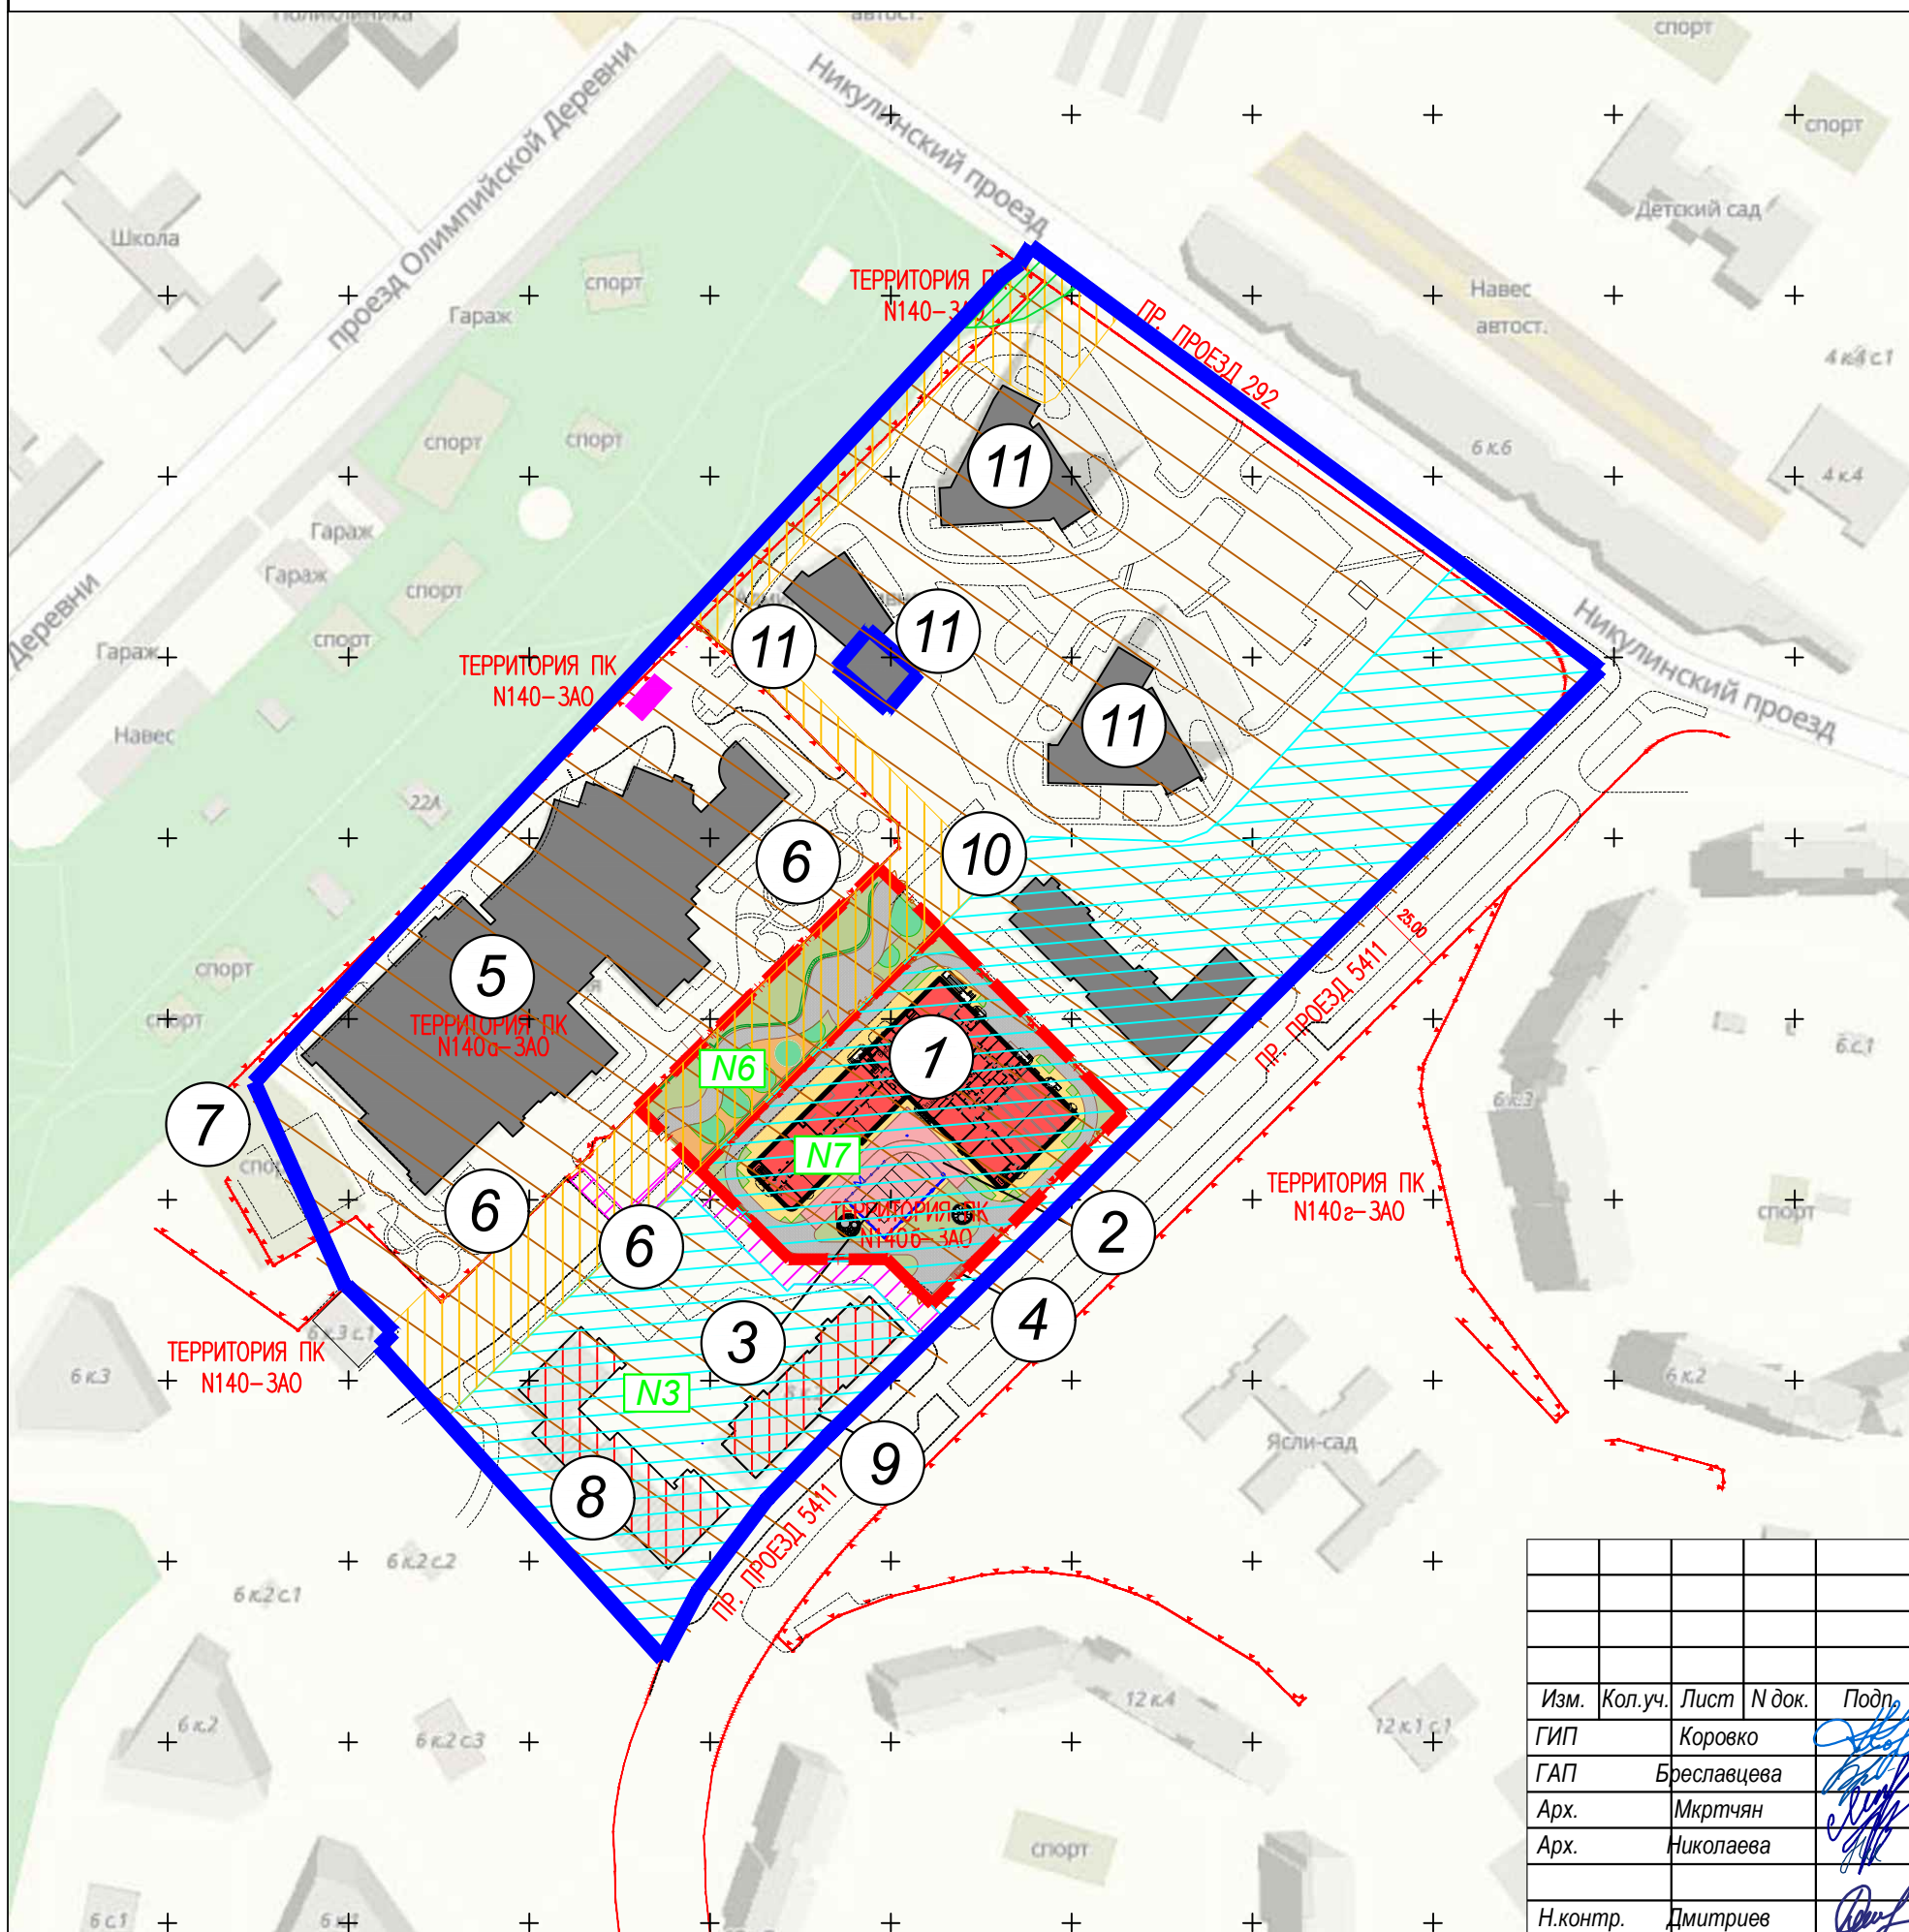 Поликлиника
автост.
спорт
Никулинский проезд
проезд Олимпийской Деревни
Школа
спорт
Гараж
ТЕРРИТОРИЯ ПК
N140-ЗАО
ПР. ПРОЕЗД 292
спорт
Детский сад
Навес
автост.
4 к.3 с.1
спорт
спорт
11
6 к.6
4 к.4
Гараж
Гараж
спорт
Деревни
Гараж
спорт
11
11
Никулинский проезд
ТЕРРИТОРИЯ ПК
N140-ЗАО
Навес
11
22А
6
10
25.00
спорт
спорт
5
ТЕРРИТОРИЯ ПК
N140а-ЗАО
ПР. ПРОЕЗД 5411
1
N6
6 с.1
6 к.3
7
N7
спорт
6
6
ТЕРРИТОРИЯ ПК
N140б-ЗАО
2
ТЕРРИТОРИЯ ПК
N140г-ЗАО
спорт
6 к.3 с.1
3
4
ТЕРРИТОРИЯ ПК
N140-ЗАО
6 к.3
N3
6 к.2
Ясли-сад
9
8
ПР. ПРОЕЗД 5411
6 к.2 с.2
6 к.2 с.1
6 к.2
6 к.2 с.3
12 к.4
12 к.1 с.1
спорт
6 с.1
6 к.1
Изм. Кол.уч. Лист N док. Подп.
ГИП Коровко
ГАП Бреславцева
Арх. Мкртчян
Арх. Николаева
Н.контр. Дмитриев